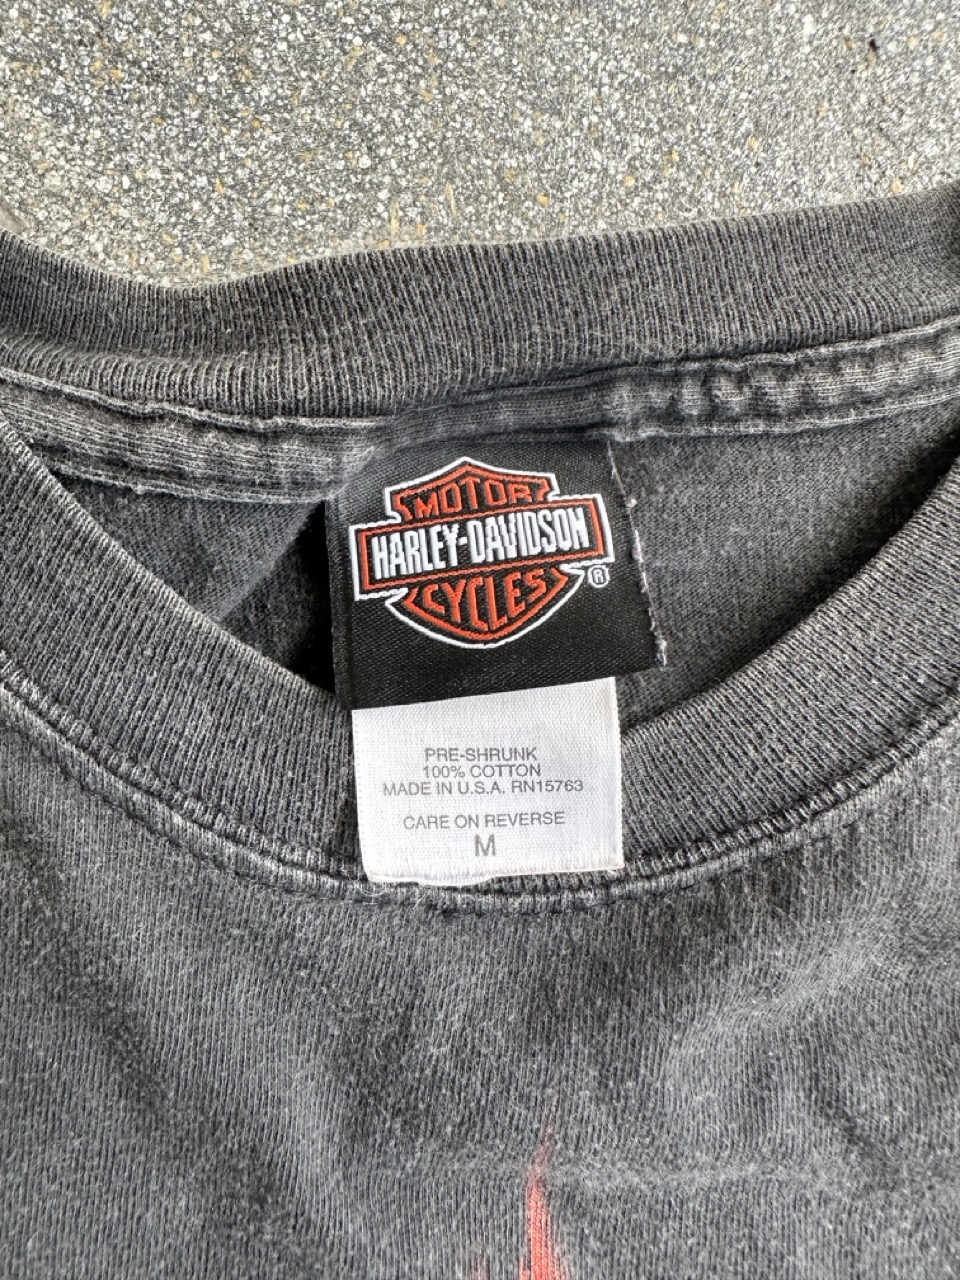 MOTOR
HARLEY-DAVIDSON
CYCLES
®
PRE-SHRUNK
100% COTTON
MADE IN U.S.A. RN15763
CARE ON REVERSE
M